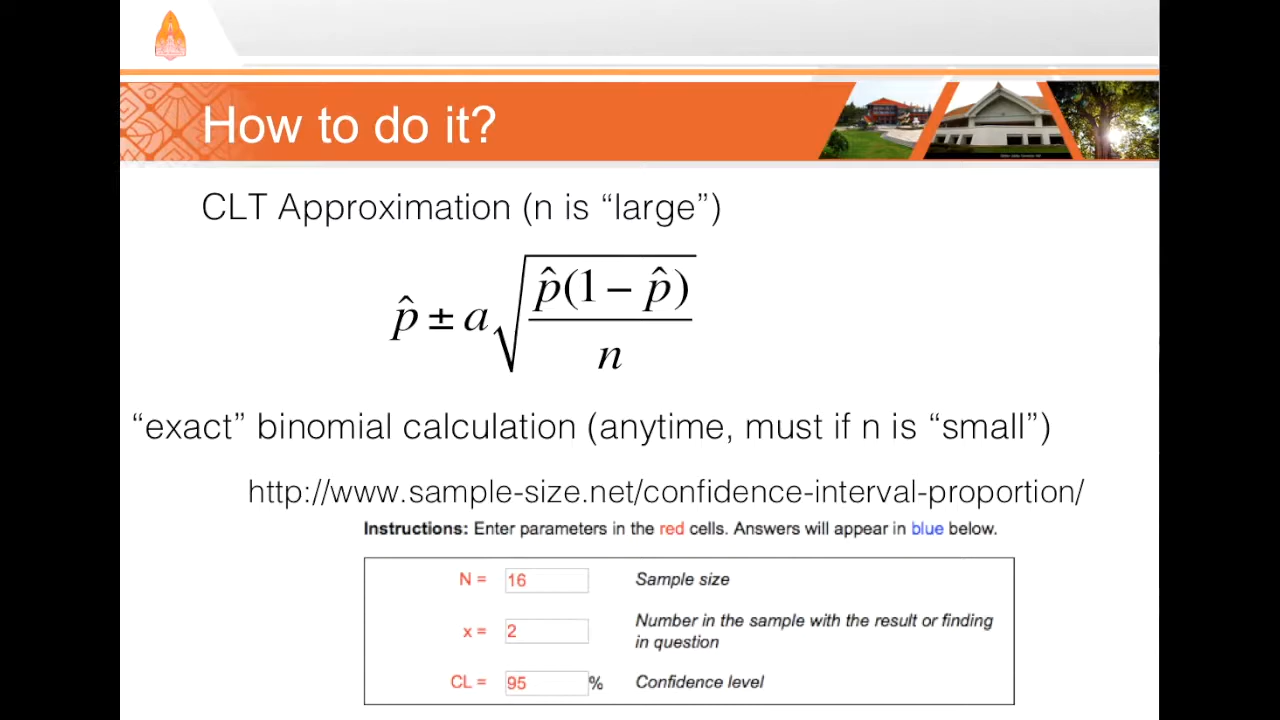 How to do it?
CLT Approximation (n is “large”)
p̂ ± a √(p̂(1 − p̂) / n)
“exact” binomial calculation (anytime, must if n is “small”)
http://www.sample-size.net/confidence-interval-proportion/
Instructions: Enter parameters in the red cells. Answers will appear in blue below.
N = 16 Sample size
x = 2 Number in the sample with the result or finding
in question
CL = 95 % Confidence level